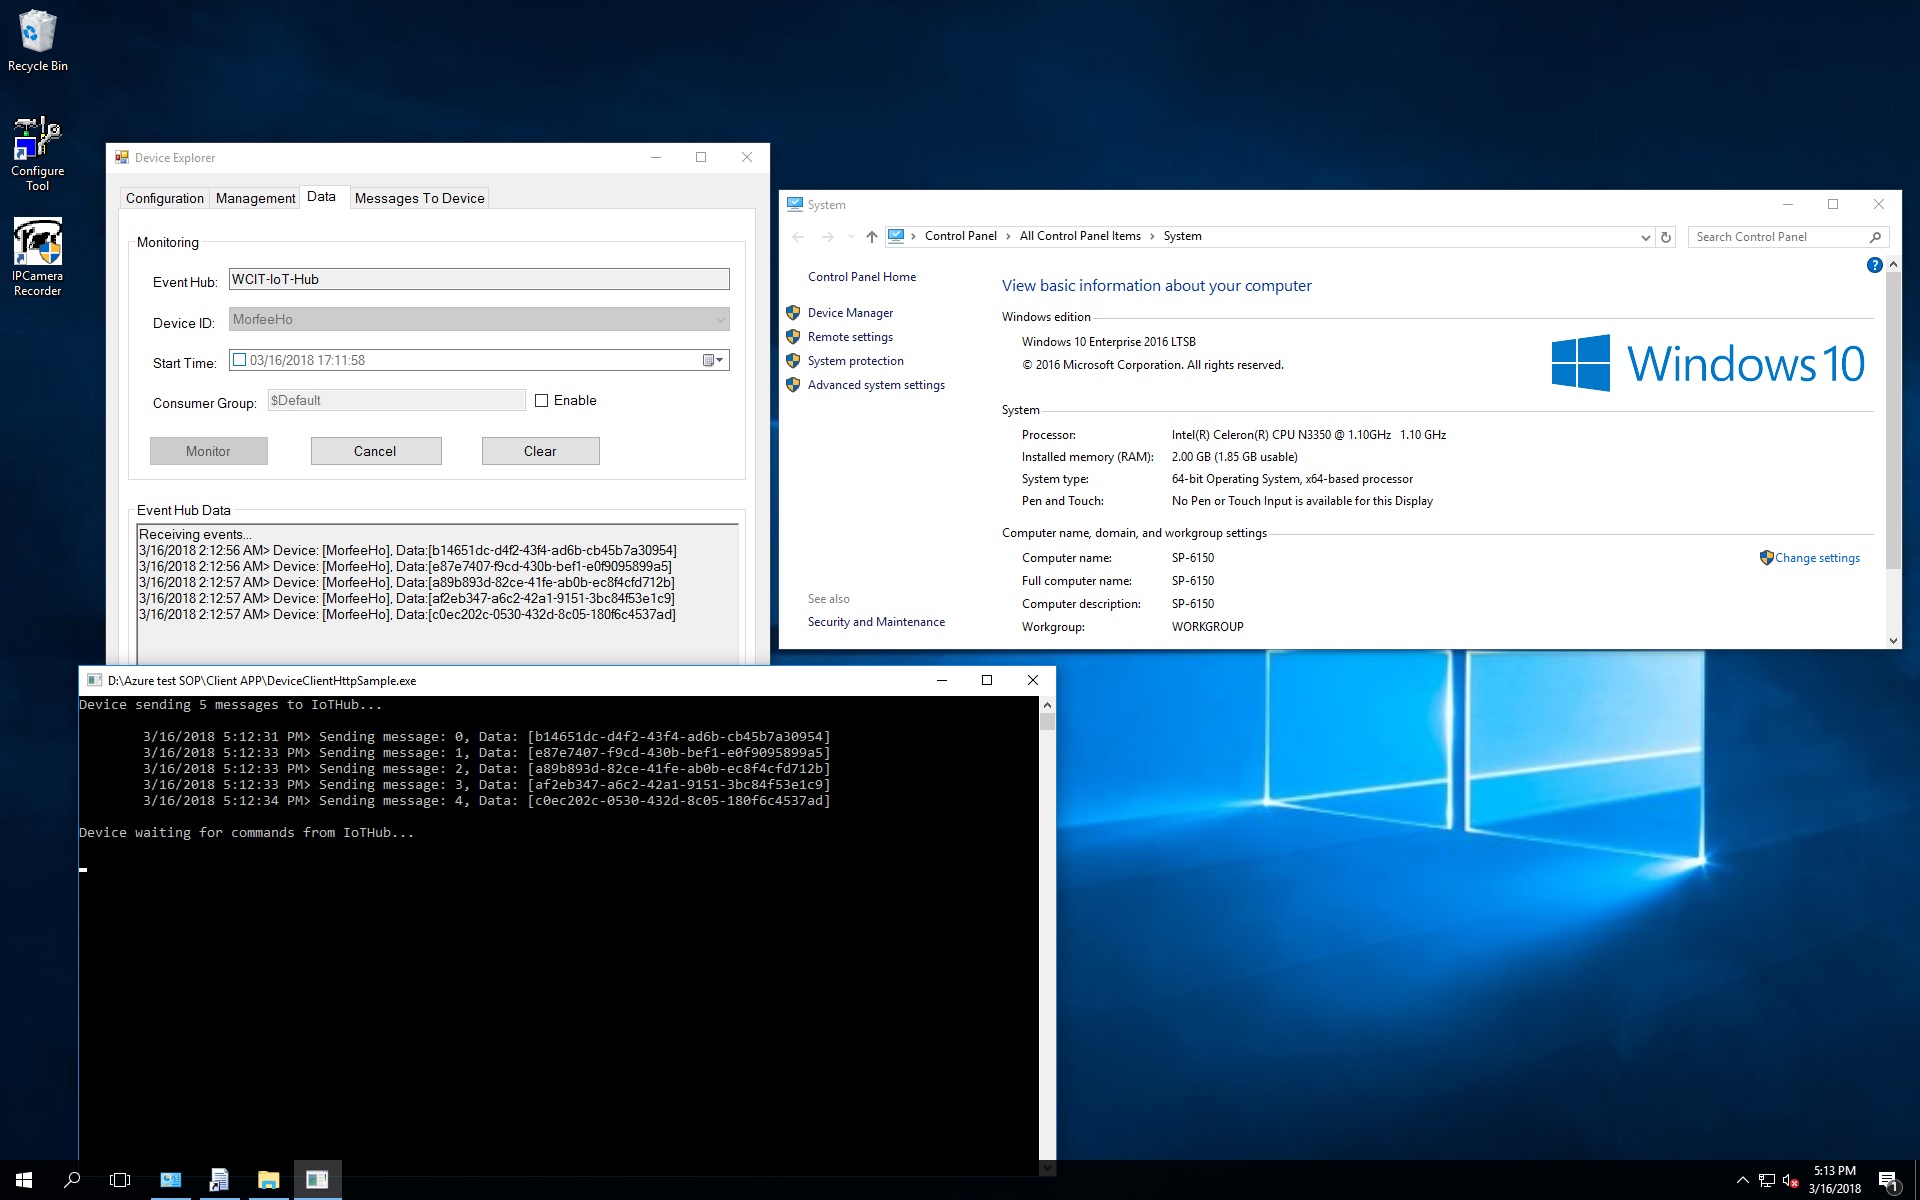 Recycle Bin
Configure
Tool
IPCamera
Recorder
Device Explorer
Configuration Management Data Messages To Device
Monitoring
Event Hub: WCIT-IoT-Hub
Device ID: MorfeeHo
Start Time: 03/16/2018 17:11:58
Consumer Group: $Default Enable
Monitor Cancel Clear
Event Hub Data
Receiving events...
3/16/2018 2:12:56 AM> Device: [MorfeeHo], Data:[b14651dc-d4f2-43f4-ad6b-cb45b7a30954]
3/16/2018 2:12:56 AM> Device: [MorfeeHo], Data:[e87e7407-f9cd-430b-bef1-e0f9095899a5]
3/16/2018 2:12:57 AM> Device: [MorfeeHo], Data:[a89b893d-82ce-41fe-ab0b-ec8f4cfd712b]
3/16/2018 2:12:57 AM> Device: [MorfeeHo], Data:[af2eb347-a6c2-42a1-9151-3bc84f53e1c9]
3/16/2018 2:12:57 AM> Device: [MorfeeHo], Data:[c0ec202c-0530-432d-8c05-180f6c4537ad]
System
Control Panel All Control Panel Items System
Search Control Panel
Control Panel Home
Device Manager
Remote settings
System protection
Advanced system settings
See also
Security and Maintenance
View basic information about your computer
Windows edition
Windows 10 Enterprise 2016 LTSB
© 2016 Microsoft Corporation. All rights reserved.
Windows 10
System
Processor: Intel(R) Celeron(R) CPU N3350 @ 1.10GHz 1.10 GHz
Installed memory (RAM): 2.00 GB (1.85 GB usable)
System type: 64-bit Operating System, x64-based processor
Pen and Touch: No Pen or Touch Input is available for this Display
Computer name, domain, and workgroup settings
Computer name: SP-6150
Change settings
Full computer name: SP-6150
Computer description: SP-6150
Workgroup: WORKGROUP
D:\Azure test SOP\Client APP\DeviceClientHttpSample.exe
Device sending 5 messages to IoTHub...
3/16/2018 5:12:31 PM> Sending message: 0, Data: [b14651dc-d4f2-43f4-ad6b-cb45b7a30954]
3/16/2018 5:12:33 PM> Sending message: 1, Data: [e87e7407-f9cd-430b-bef1-e0f9095899a5]
3/16/2018 5:12:33 PM> Sending message: 2, Data: [a89b893d-82ce-41fe-ab0b-ec8f4cfd712b]
3/16/2018 5:12:33 PM> Sending message: 3, Data: [af2eb347-a6c2-42a1-9151-3bc84f53e1c9]
3/16/2018 5:12:34 PM> Sending message: 4, Data: [c0ec202c-0530-432d-8c05-180f6c4537ad]
Device waiting for commands from IoTHub...
5:13 PM
3/16/2018
1